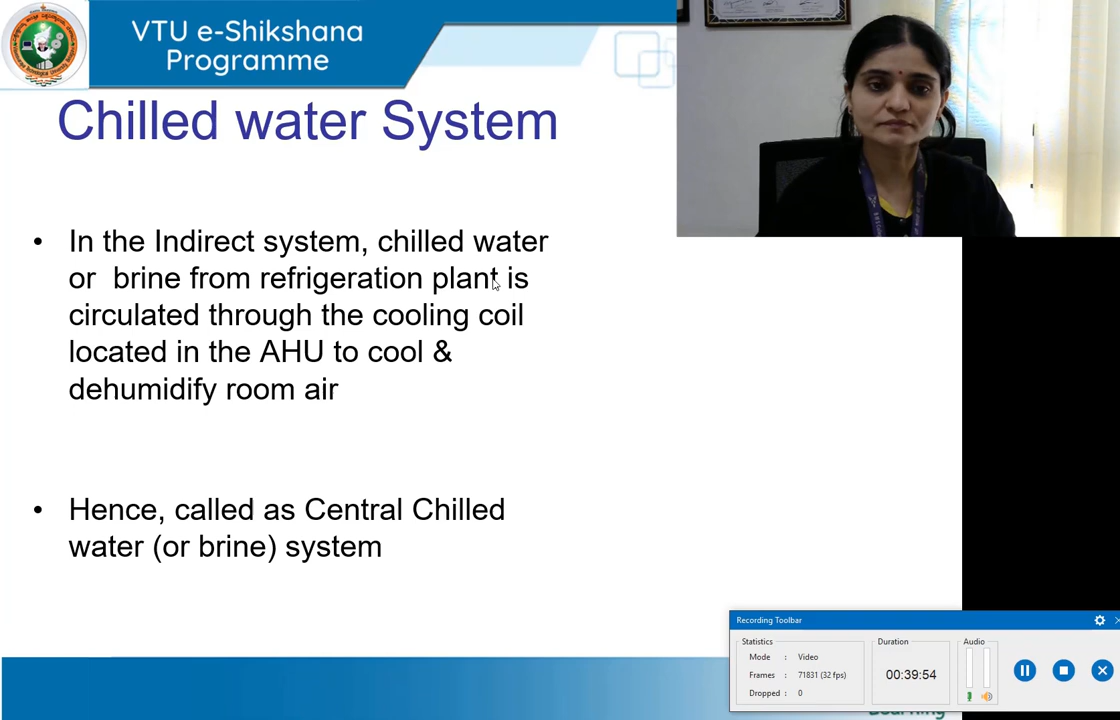 VTU e-Shikshana
Programme
Chilled water System
• In the Indirect system, chilled water
or brine from refrigeration plant is
circulated through the cooling coil
located in the AHU to cool &
dehumidify room air
• Hence, called as Central Chilled
water (or brine) system
Recording Toolbar
Statistics
Mode : Video
Frames : 71831 (32 fps)
Dropped : 0
Duration
00:39:54
Audio